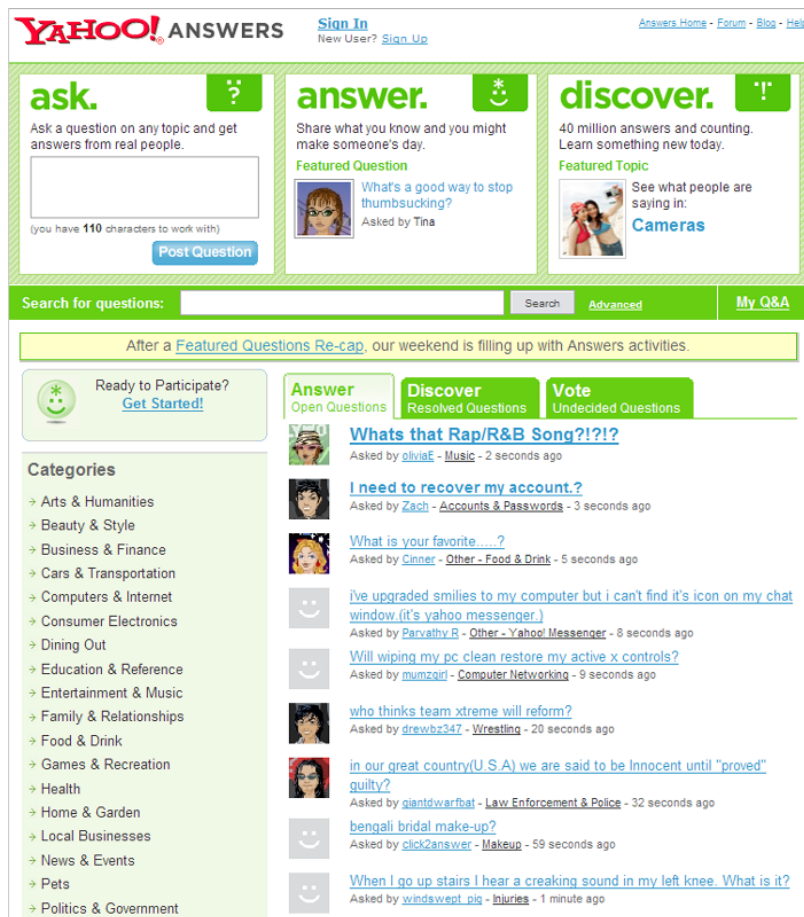 YAHOO! ANSWERS
Sign In
New User? Sign Up
Answers Home - Forum - Blog - Help
ask.
Ask a question on any topic and get
answers from real people.
(you have 110 characters to work with)
Post Question
answer.
Share what you know and you might
make someone's day.
Featured Question
What's a good way to stop
thumbsucking?
Asked by Tina
discover.
40 million answers and counting.
Learn something new today.
Featured Topic
See what people are
saying in:
Cameras
Search for questions:
Search
Advanced
My Q&A
After a Featured Questions Re-cap, our weekend is filling up with Answers activities.
Ready to Participate?
Get Started!
Categories
Arts & Humanities
Beauty & Style
Business & Finance
Cars & Transportation
Computers & Internet
Consumer Electronics
Dining Out
Education & Reference
Entertainment & Music
Family & Relationships
Food & Drink
Games & Recreation
Health
Home & Garden
Local Businesses
News & Events
Pets
Politics & Government
Answer
Open Questions
Discover
Resolved Questions
Vote
Undecided Questions
Whats that Rap/R&B Song?!?!?
Asked by oliviaE - Music - 2 seconds ago
I need to recover my account.?
Asked by Zach - Accounts & Passwords - 3 seconds ago
What is your favorite.....?
Asked by Cinner - Other - Food & Drink - 5 seconds ago
i've upgraded smilies to my computer but i can't find it's icon on my chat
window.(it's yahoo messenger.)
Asked by Parvathy R - Other - Yahoo! Messenger - 8 seconds ago
Will wiping my pc clean restore my active x controls?
Asked by mumzgirl - Computer Networking - 9 seconds ago
who thinks team xtreme will reform?
Asked by drewbz347 - Wrestling - 20 seconds ago
in our great country(U.S.A) we are said to be Innocent until "proved"
guilty?
Asked by giantdwarfbat - Law Enforcement & Police - 32 seconds ago
bengali bridal make-up?
Asked by click2answer - Makeup - 59 seconds ago
When I go up stairs I hear a creaking sound in my left knee. What is it?
Asked by windswept_pig - Injuries - 1 minute ago